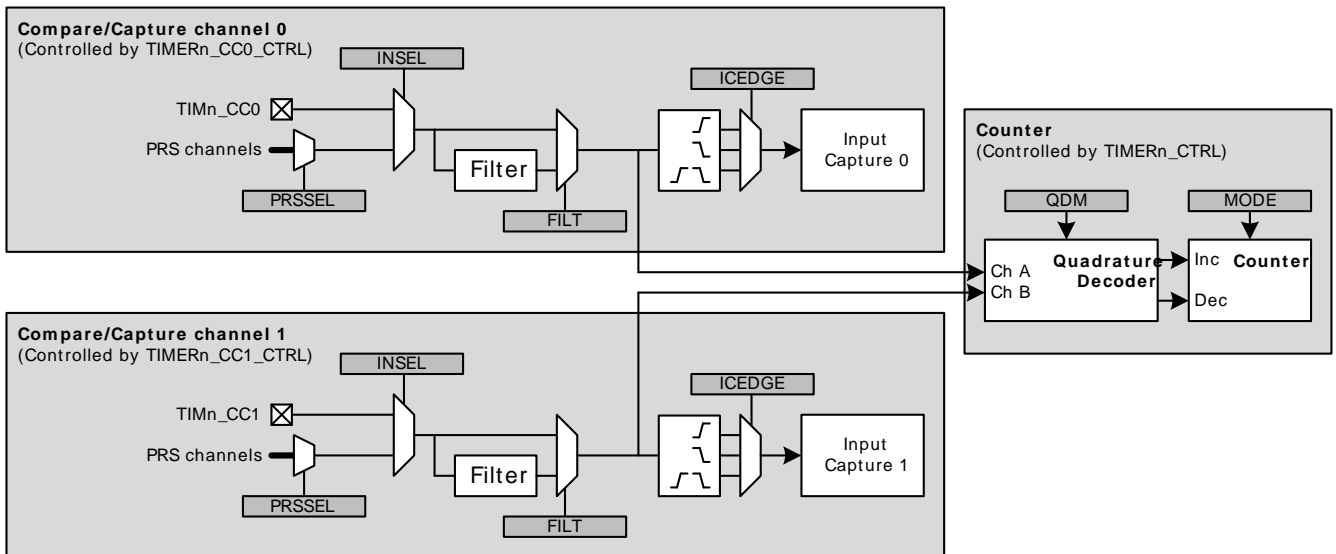 Compare/Capture channel 0
(Controlled by TIMERn_CC0_CTRL)
INSEL
ICEDGE
TIMn_CC0
PRS channels
Filter
Input
Capture 0
PRSSEL
FILT
Counter
(Controlled by TIMERn_CTRL)
QDM
MODE
Ch A
Ch B
Quadrature
Decoder
Inc
Dec
Counter
Compare/Capture channel 1
(Controlled by TIMERn_CC1_CTRL)
INSEL
ICEDGE
TIMn_CC1
PRS channels
Filter
Input
Capture 1
PRSSEL
FILT